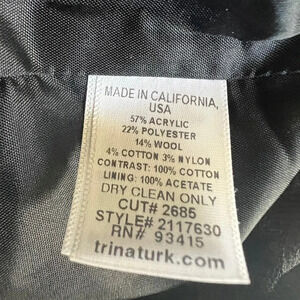 MADE IN CALIFORNIA,
USA
57% ACRYLIC
22% POLYESTER
14% WOOL
4% COTTON 3% NYLON
CONTRAST: 100% COTTON
LINING: 100% ACETATE
DRY CLEAN ONLY
CUT# 2685
STYLE# 2117630
RN# 93415
trinaturk.com